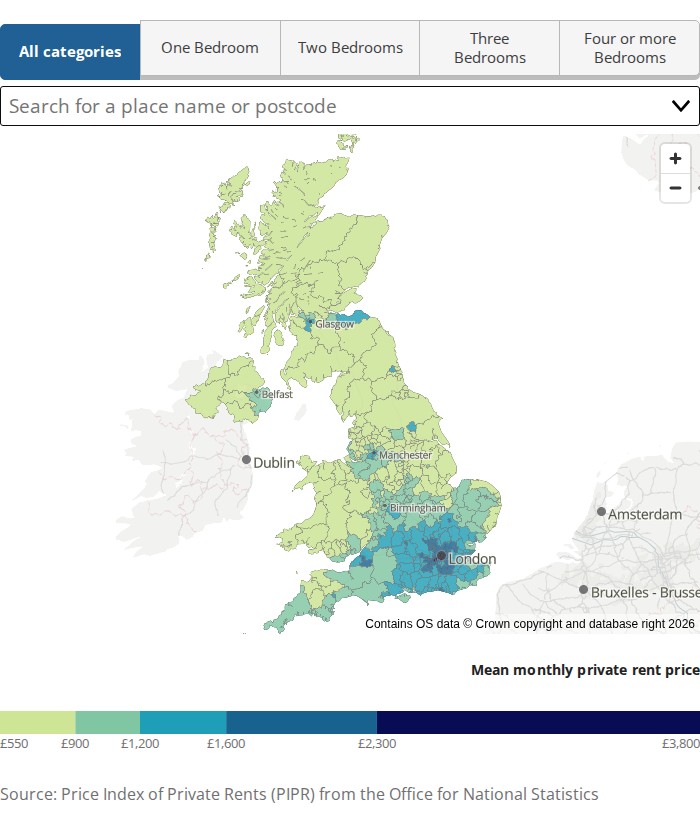 All categories
One Bedroom
Two Bedrooms
Three
Bedrooms
Four or more
Bedrooms
Search for a place name or postcode
+
−
Glasgow
Belfast
Dublin
Manchester
Birmingham
Amsterdam
London
Bruxelles - Brusse
Contains OS data © Crown copyright and database right 2026
Mean monthly private rent price
£550 £900 £1,200 £1,600 £2,300 £3,800
Source: Price Index of Private Rents (PIPR) from the Office for National Statistics